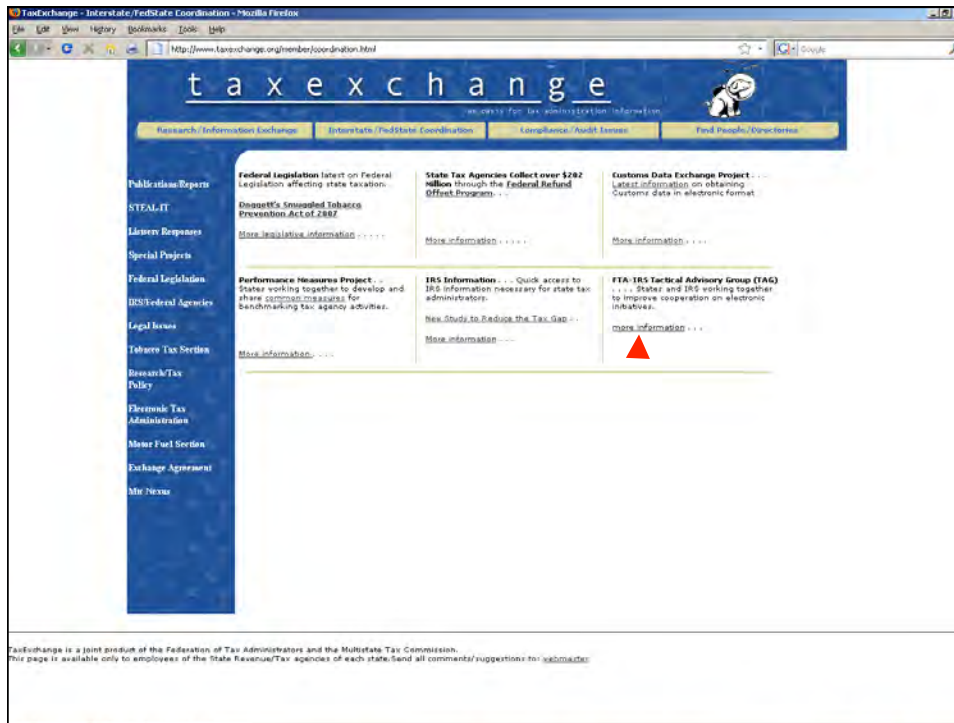 TaxExchange - Interstate/FedState Coordination - Mozilla Firefox
File Edit View History Bookmarks Tools Help
http://www.taxexchange.org/member/coordination.html
Google
taxexchange
an oasis for tax administration information
Research/Information Exchange
Interstate/FedState Coordination
Compliance/Audit Issues
Find People/Directories
Publications/Reports
STEAL-IT
Listserv Responses
Special Projects
Federal Legislation
IRS/Federal Agencies
Legal Issues
Tobacco Tax Section
Research/Tax
Policy
Electronic Tax
Administration
Motor Fuel Section
Exchange Agreement
Mtc Nexus
Federal Legislation latest on Federal
Legislation affecting state taxation.
Doggett's Smuggled Tobacco
Prevention Act of 2007
More legislative information . . . . .
State Tax Agencies Collect over $202
Million through the Federal Refund
Offset Program. . .
More information . . . . .
Customs Data Exchange Project . . .
Latest information on obtaining
Customs data in electronic format
More information . . . .
Performance Measures Project . .
States working together to develop and
share common measures for
benchmarking tax agency activities.
More information. . . . .
IRS Information . . . Quick access to
IRS information necessary for state tax
administrators.
New Study to Reduce the Tax Gap . .
More information . . .
FTA-IRS Tactical Advisory Group (TAG)
. . . . States and IRS working together
to improve cooperation on electronic
initiatives.
more information . . .
TaxExchange is a joint product of the Federation of Tax Administrators and the Multistate Tax Commission.
This page is available only to employees of the State Revenue/Tax agencies of each state.Send all comments/suggestions to: webmaster